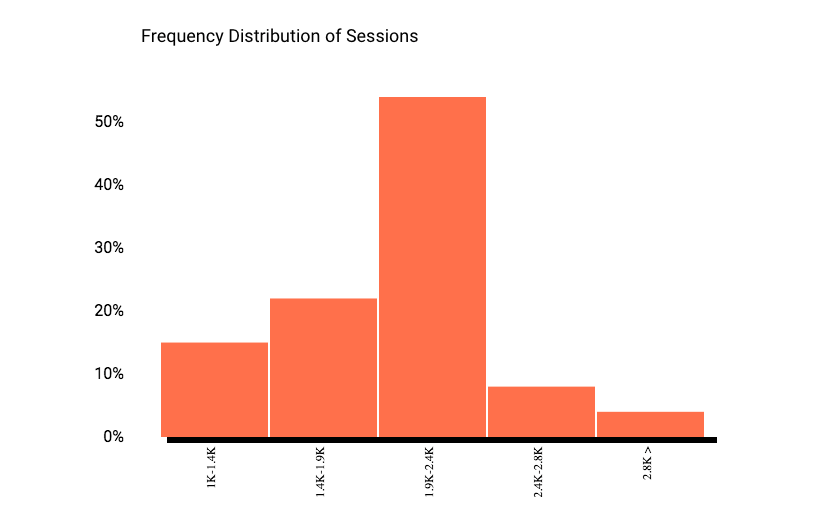 Frequency Distribution of Sessions
50%
40%
30%
20%
10%
0%
1K-1.4K
1.4K-1.9K
1.9K-2.4K
2.4K-2.8K
2.8K >